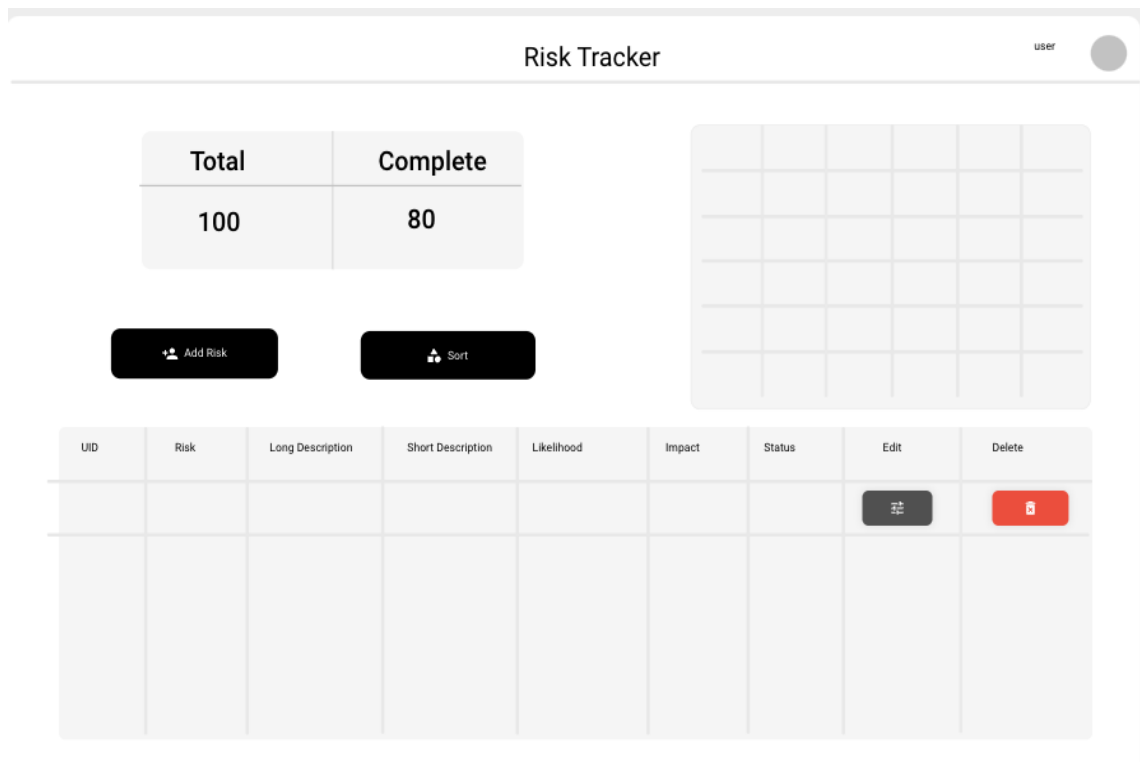 Risk Tracker
user
Total Complete
100 80
Add Risk Sort
UID Risk Long Description Short Description Likelihood Impact Status Edit Delete